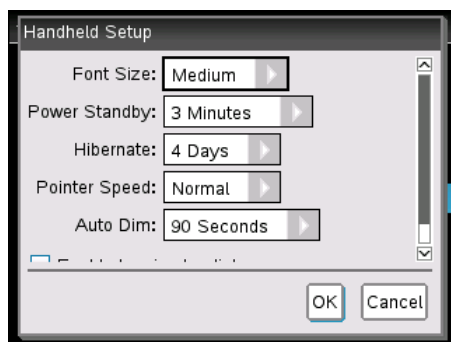 Handheld Setup
Font Size: Medium
Power Standby: 3 Minutes
Hibernate: 4 Days
Pointer Speed: Normal
Auto Dim: 90 Seconds
OK Cancel